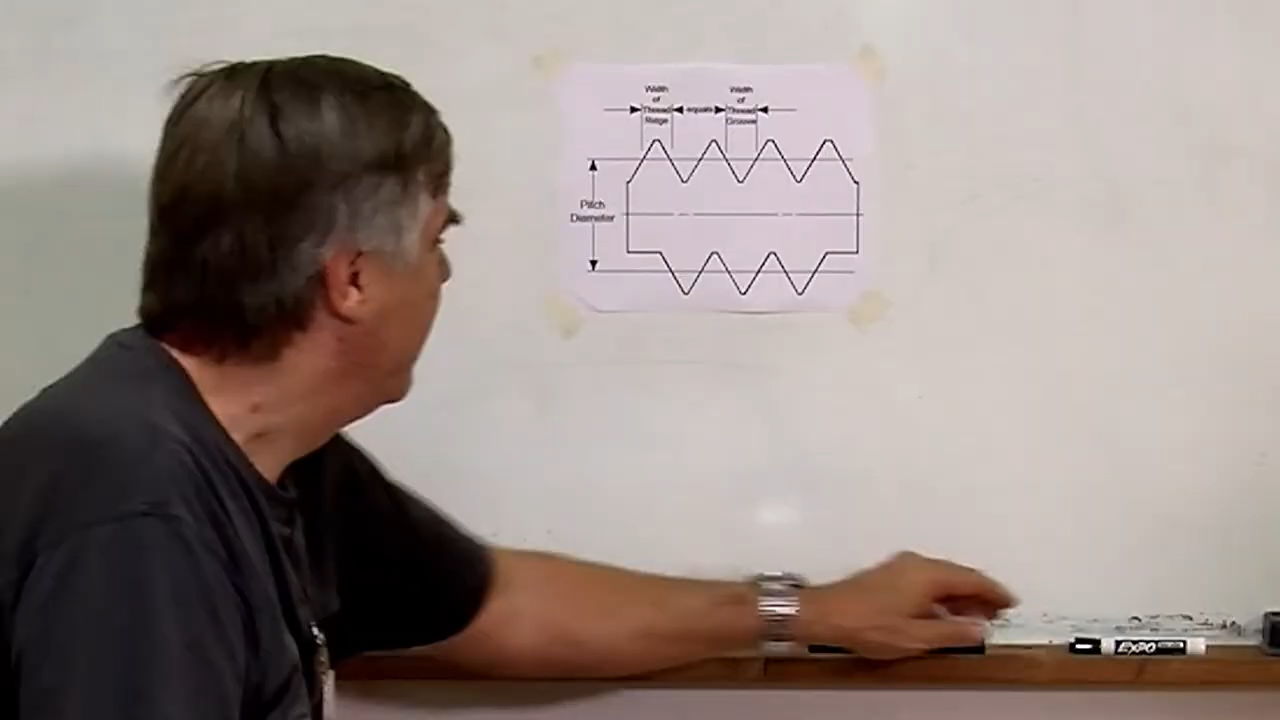 Width
of
Thread
Ridge
equals
Width
of
Thread
Groove
Pitch
Diameter
EXPO